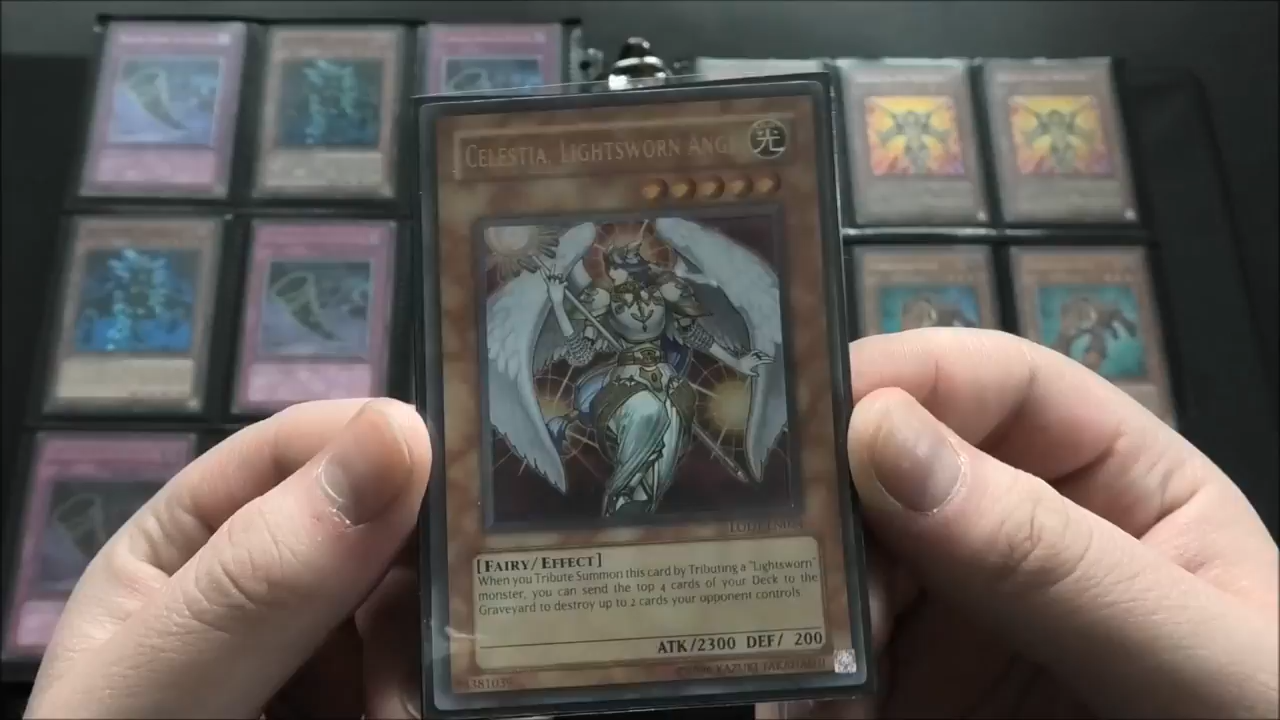 CELESTIA, LIGHTSWORN ANG
光
[FAIRY/EFFECT]
When you Tribute Summon this card by Tributing a "Lightsworn"
monster, you can send the top 4 cards of your Deck to the
Graveyard to destroy up to 2 cards your opponent controls
ATK/2300 DEF/ 200
KAZUKI TAKAHASHI